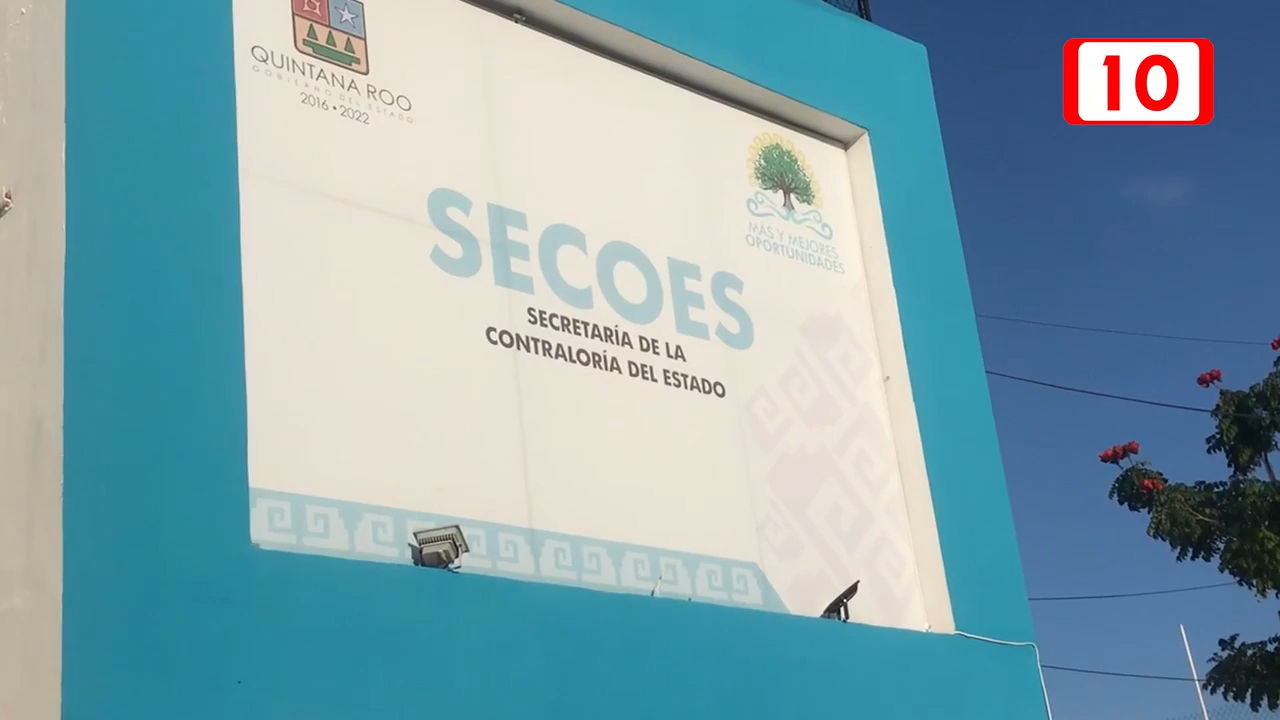 10
QUINTANA ROO
GOBIERNO DEL ESTADO
2016 • 2022
MÁS Y MEJORES
OPORTUNIDADES
SECOES
SECRETARÍA DE LA
CONTRALORÍA DEL ESTADO